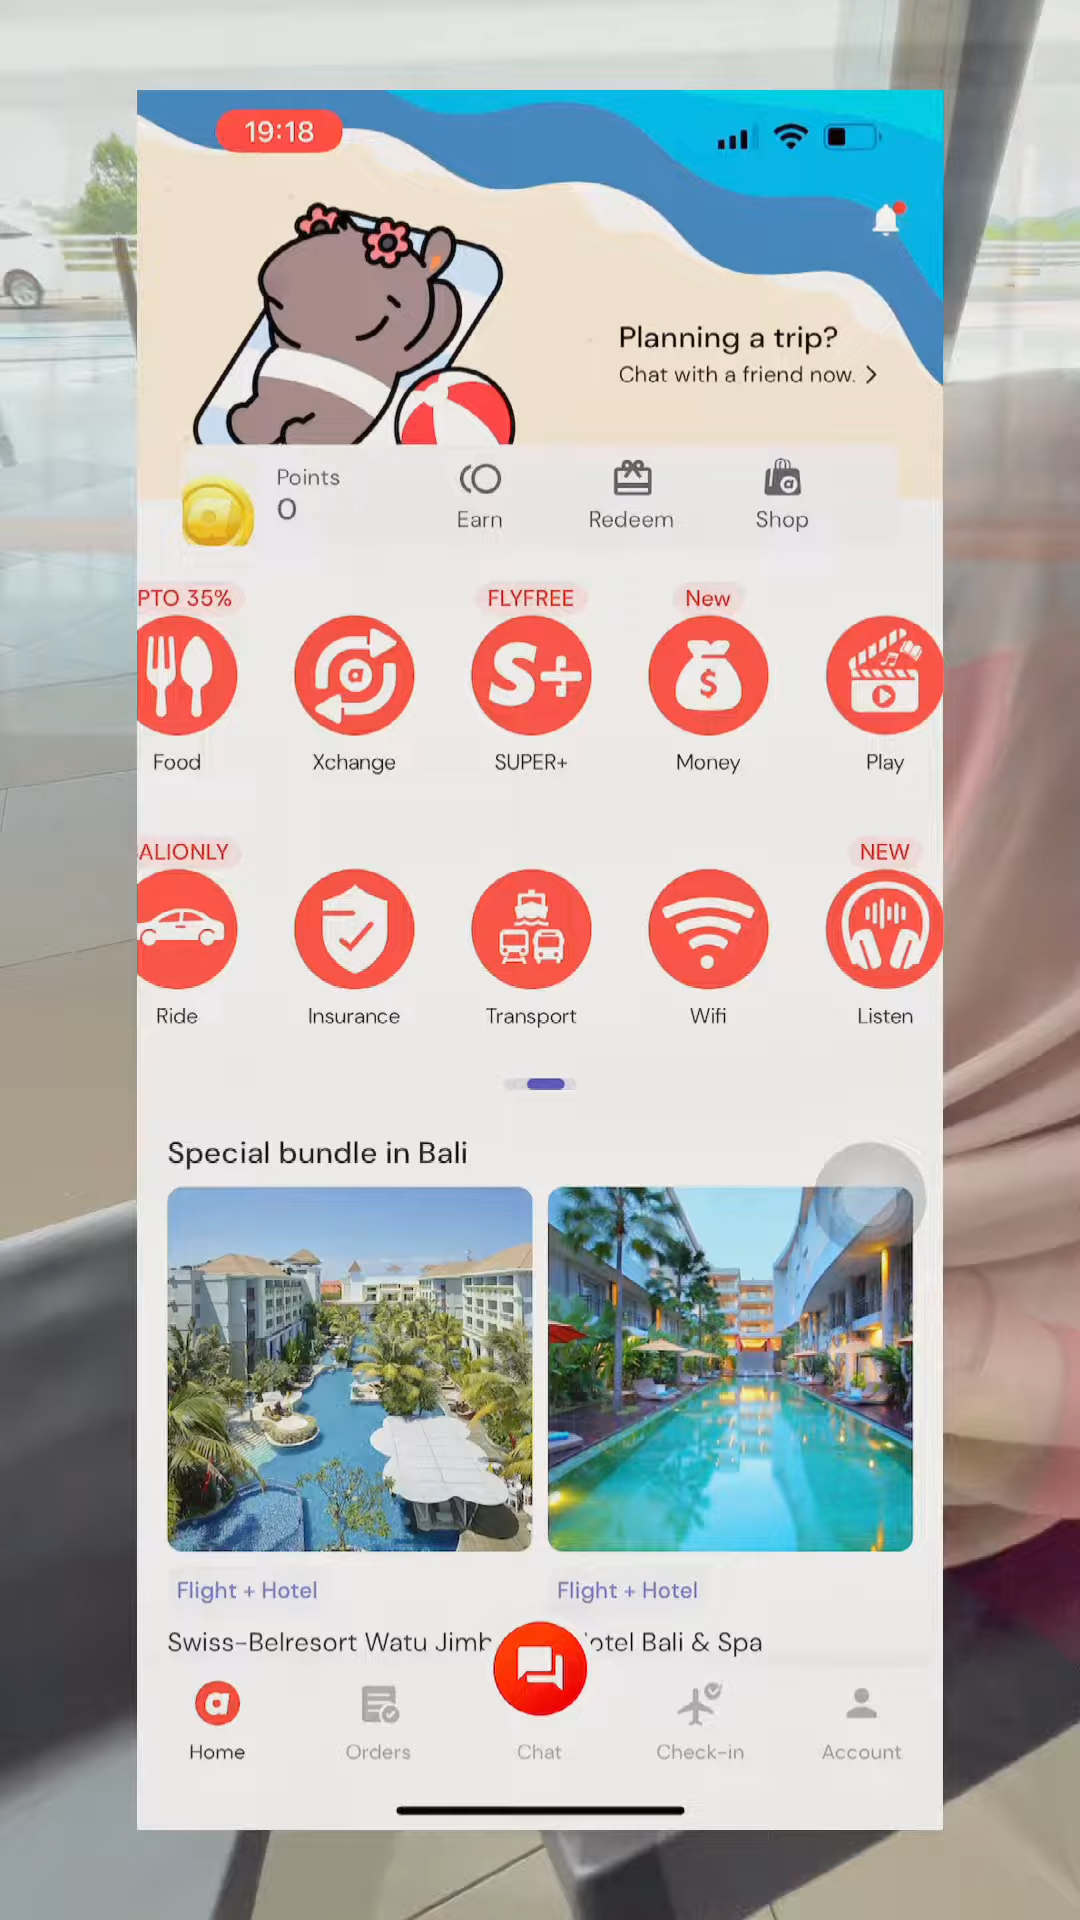 19:18
Planning a trip?
Chat with a friend now.
Points
0
Earn
Redeem
Shop
PTO 35%
FLYFREE
New
S+
$
Food
Xchange
SUPER+
Money
Play
ALIONLY
NEW
Ride
Insurance
Transport
Wifi
Listen
Special bundle in Bali
Flight + Hotel
Flight + Hotel
Swiss-Belresort Watu Jimb
otel Bali & Spa
a
Home
Orders
Chat
Check-in
Account